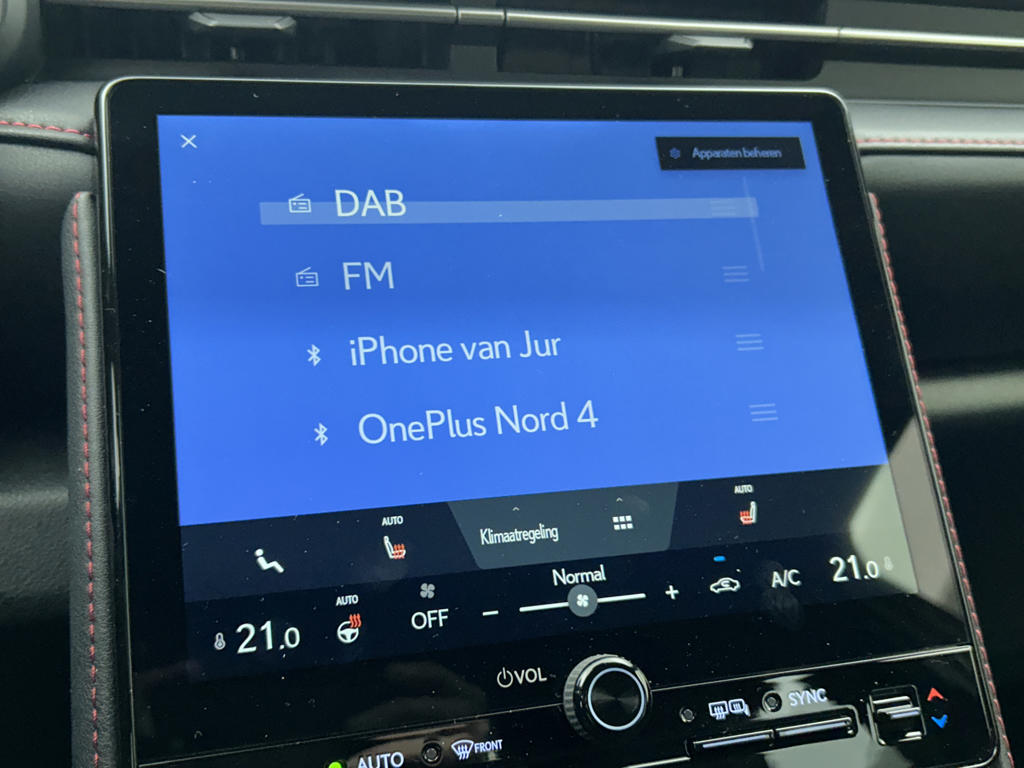 Apparaten beheren
DAB
FM
iPhone van Jur
OnePlus Nord 4
AUTO
AUTO
Klimaatregeling
AUTO
21.0
OFF
Normal
A/C
21.0
VOL
AUTO
FRONT
SYNC